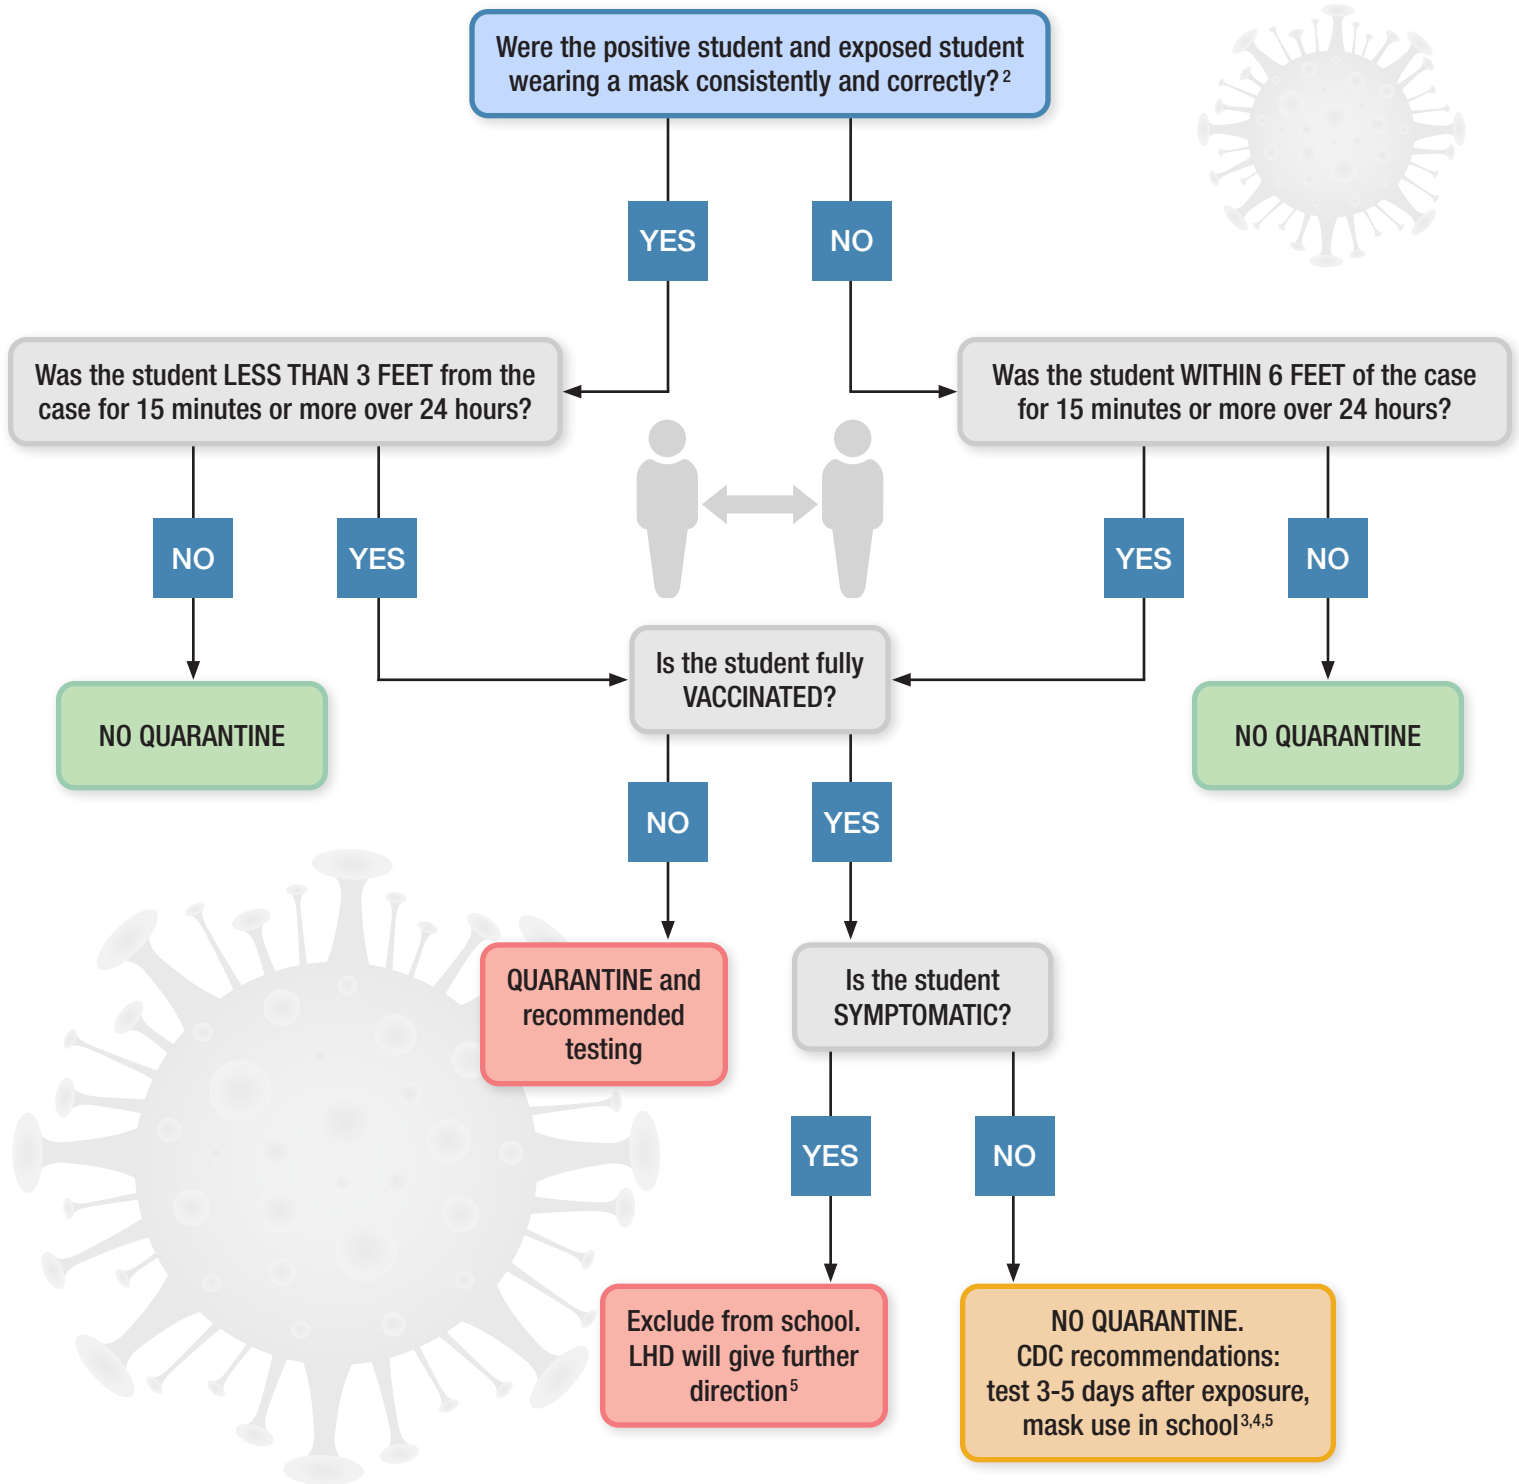 Were the positive student and exposed student
wearing a mask consistently and correctly?²
YES
NO
Was the student LESS THAN 3 FEET from the
case for 15 minutes or more over 24 hours?
Was the student WITHIN 6 FEET of the case
for 15 minutes or more over 24 hours?
NO
YES
YES
NO
Is the student fully
VACCINATED?
NO QUARANTINE
NO QUARANTINE
NO
YES
QUARANTINE and
recommended
testing
Is the student
SYMPTOMATIC?
YES
NO
Exclude from school.
LHD will give further
direction⁵
NO QUARANTINE.
CDC recommendations:
test 3-5 days after exposure,
mask use in school³,⁴,⁵